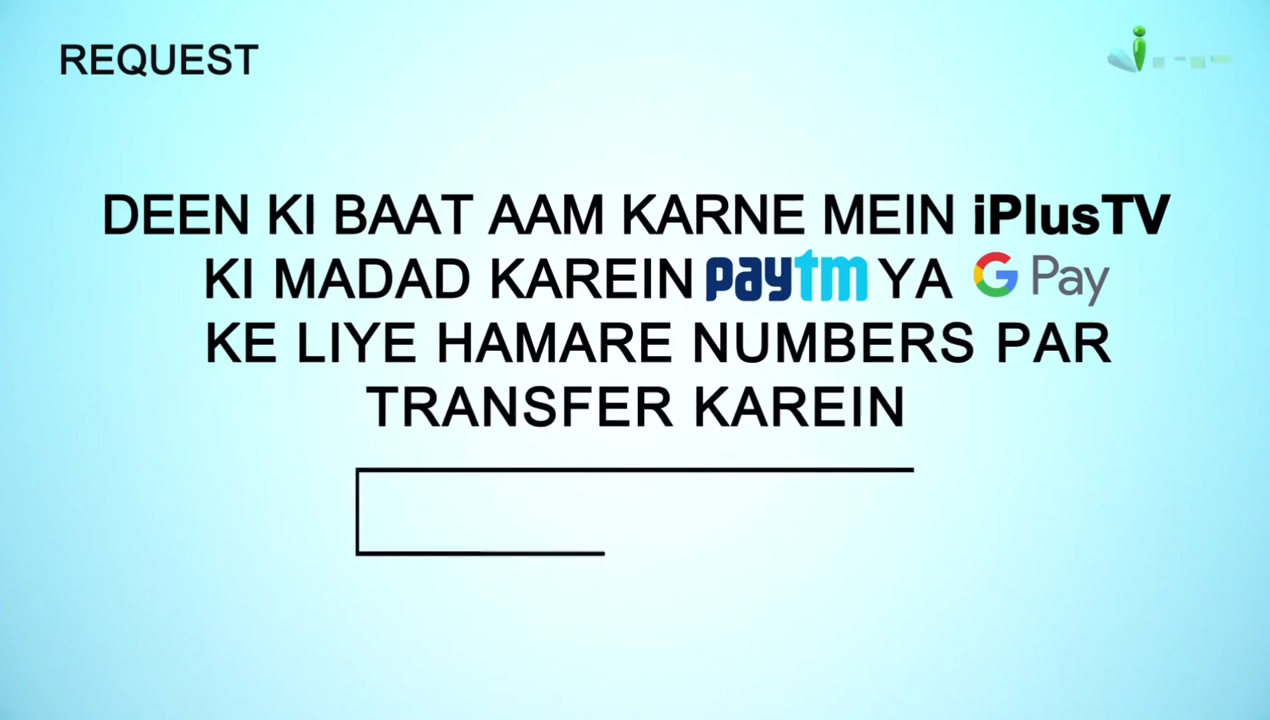 REQUEST
DEEN KI BAAT AAM KARNE MEIN iPlusTV
KI MADAD KAREIN paytm YA G Pay
KE LIYE HAMARE NUMBERS PAR
TRANSFER KAREIN